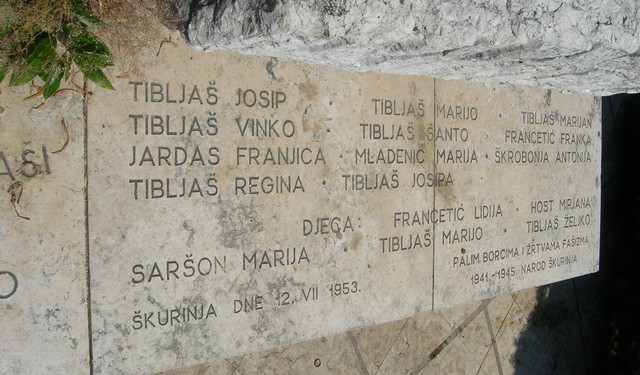 AŠI
O
TIBLJAŠ JOSIP · TIBLJAŠ MARIJO · TIBLJAŠ MARIJAN
TIBLJAŠ VINKO · TIBLJAŠ ŠANTO · FRANCETIĆ FRANKA
JARDAS FRANJICA · MLADENIĆ MARIJA · ŠKROBONJA ANTONIJA
TIBLJAŠ REGINA · TIBLJAŠ JOSIPA
DJECA: FRANCETIĆ LIDIJA · HOST MIRJANA
SARŠON MARIJA · TIBLJAŠ MARIJO · TIBLJAŠ ŽELJKO
PALIM BORCIMA I ŽRTVAMA FAŠIZMA
ŠKURINJA DNE 12. VII 1953. 1941-1945 NAROD ŠKURINJA